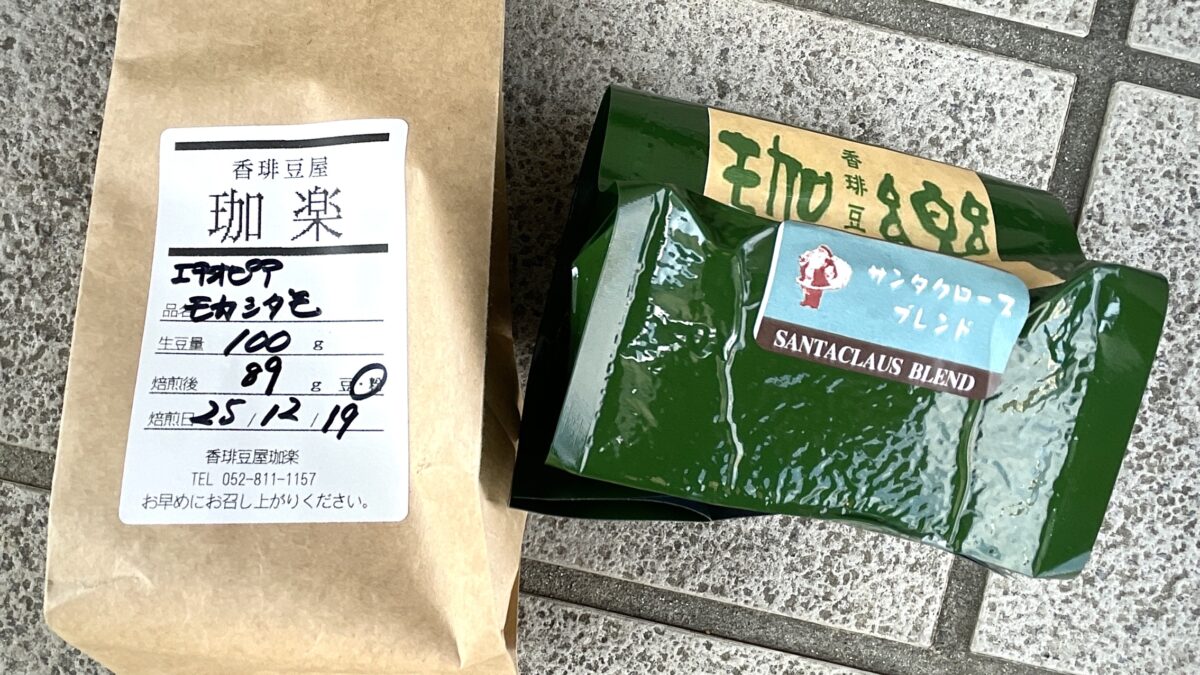 香琲豆屋
珈楽
エチオピア
品名 モカシダモ
生豆量 100 g
焙煎後 89 g 豆・粉
焙煎日 25/12/19
香琲豆屋珈楽
TEL 052-811-1157
お早めにお召し上がりください。
香琲豆
珈楽
サンタクロース
ブレンド
SANTACLAUS BLEND